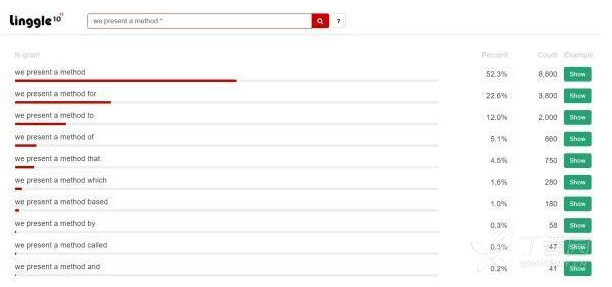 Linggle 10
we present a method *
?
N-gram Percent Count Example
we present a method 52.3% 8,800 Show
we present a method for 22.6% 3,800 Show
we present a method to 12.0% 2,000 Show
we present a method of 5.1% 860 Show
we present a method that 4.5% 750 Show
we present a method which 1.6% 280 Show
we present a method based 1.0% 180 Show
we present a method by 0.3% 58 Show
we present a method called 0.3% 47 Show
we present a method and 0.2% 41 Show